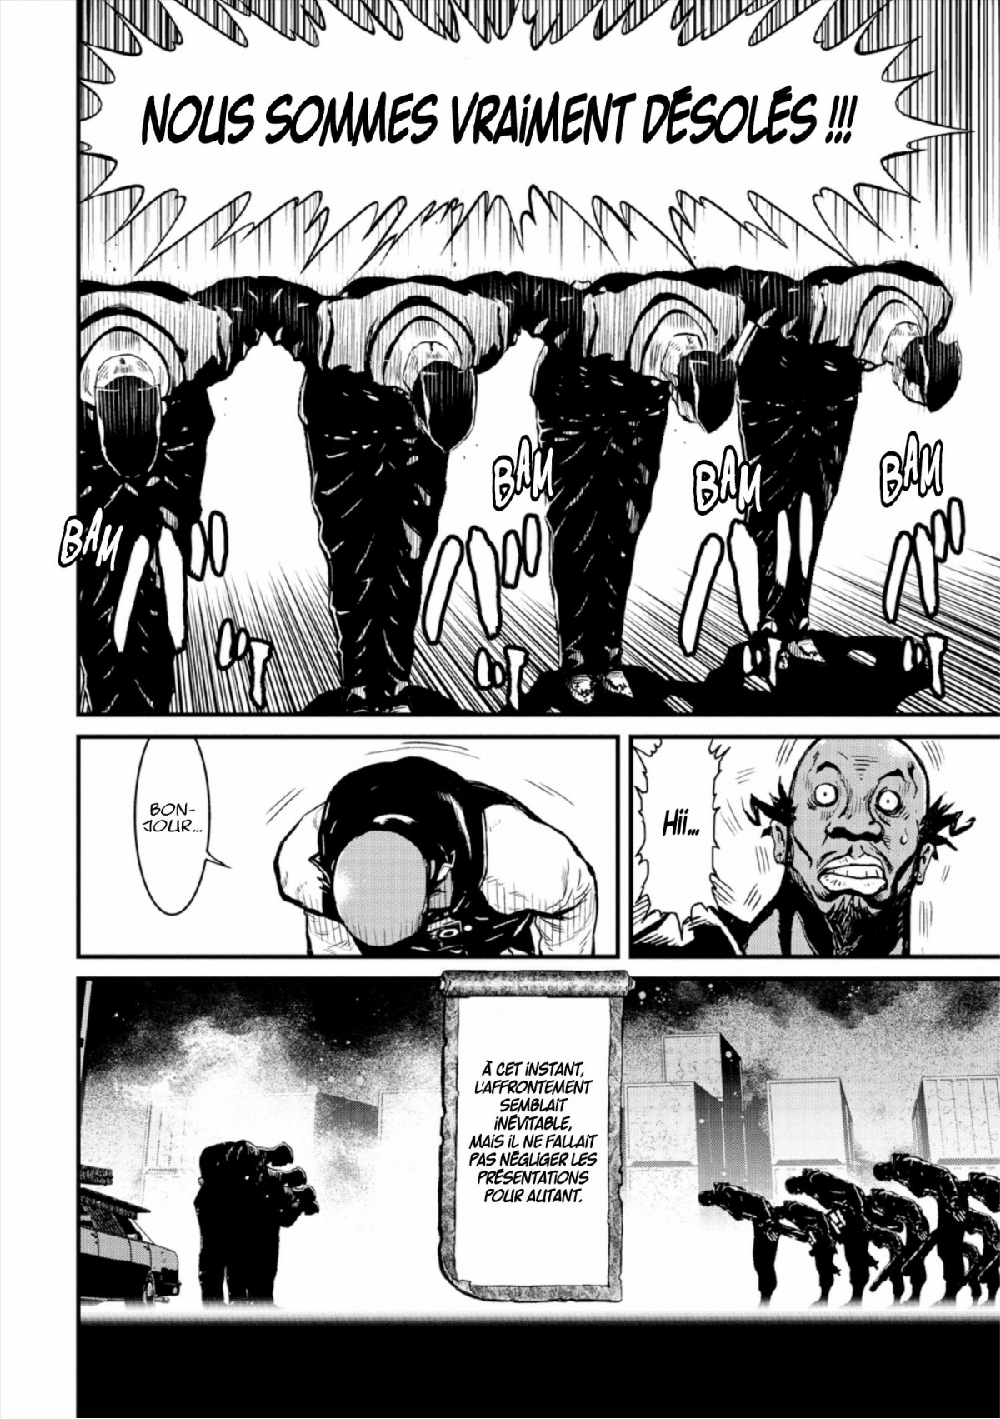 NOUS SOMMES VRAIMENT DÉSOLÉS !!!
BAM
BAM
BAM
BAM
HII...
BON-
JOUR...
À CET INSTANT,
L'AFFRONTEMENT
SEMBLAIT
INÉVITABLE,
MAIS IL NE FALLAIT
PAS NÉGLIGER LES
PRÉSENTATIONS
POUR AUTANT.